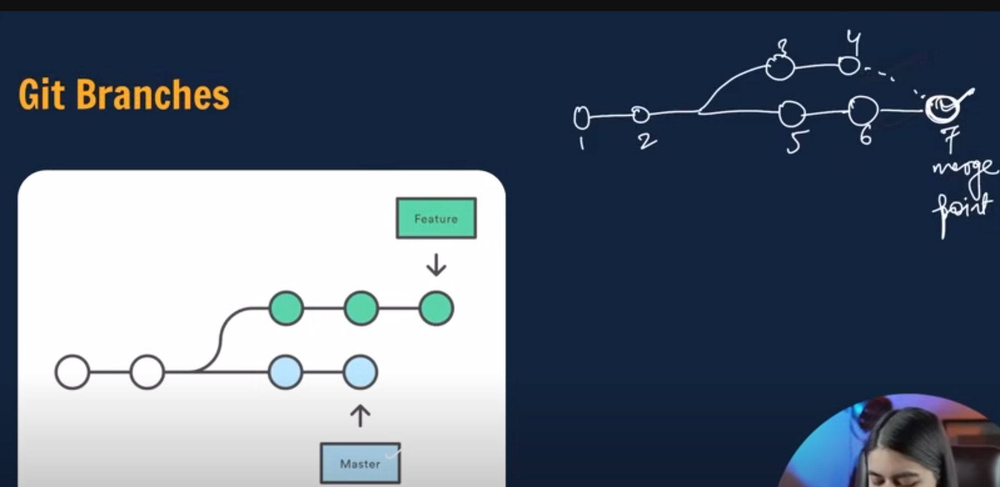 Git Branches
3 4
1 2 5 6 7
merge
point
Feature
Master